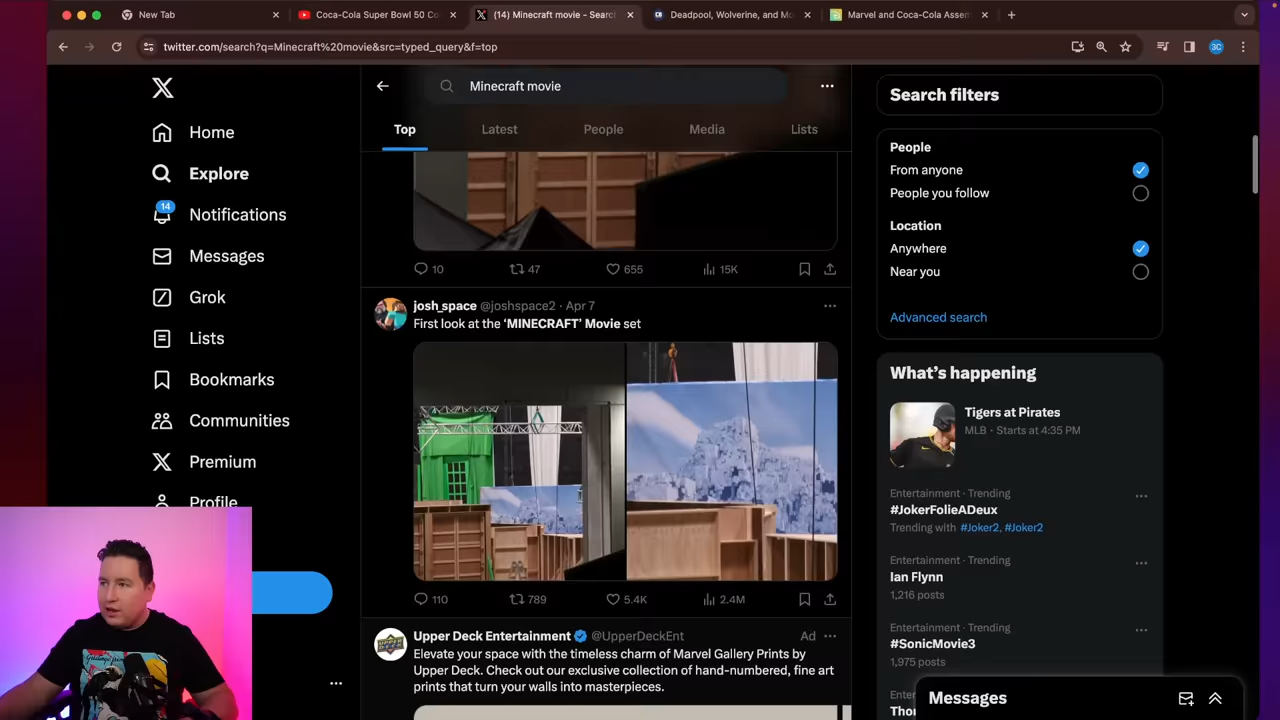 New Tab
Coca-Cola Super Bowl 50 Co
(14) Minecraft movie - Searc
Deadpool, Wolverine, and Mo
Marvel and Coca-Cola Assem
twitter.com/search?q=Minecraft%20movie&src=typed_query&f=top
3C
Minecraft movie
Top
Latest
People
Media
Lists
Home
Explore
14
Notifications
Messages
Grok
Lists
Bookmarks
Communities
Premium
Profile
10
47
655
15K
josh_space @joshspace2 · Apr 7
First look at the ‘MINECRAFT’ Movie set
110
789
5.4K
2.4M
Upper Deck Entertainment @UpperDeckEnt
Ad
Elevate your space with the timeless charm of Marvel Gallery Prints by
Upper Deck. Check out our exclusive collection of hand-numbered, fine art
prints that turn your walls into masterpieces.
Search filters
People
From anyone
People you follow
Location
Anywhere
Near you
Advanced search
What’s happening
Tigers at Pirates
MLB · Starts at 4:35 PM
Entertainment · Trending
#JokerFolieADeux
Trending with #Joker2, #Joker2
Entertainment · Trending
Ian Flynn
1,216 posts
Entertainment · Trending
#SonicMovie3
1,975 posts
Messages